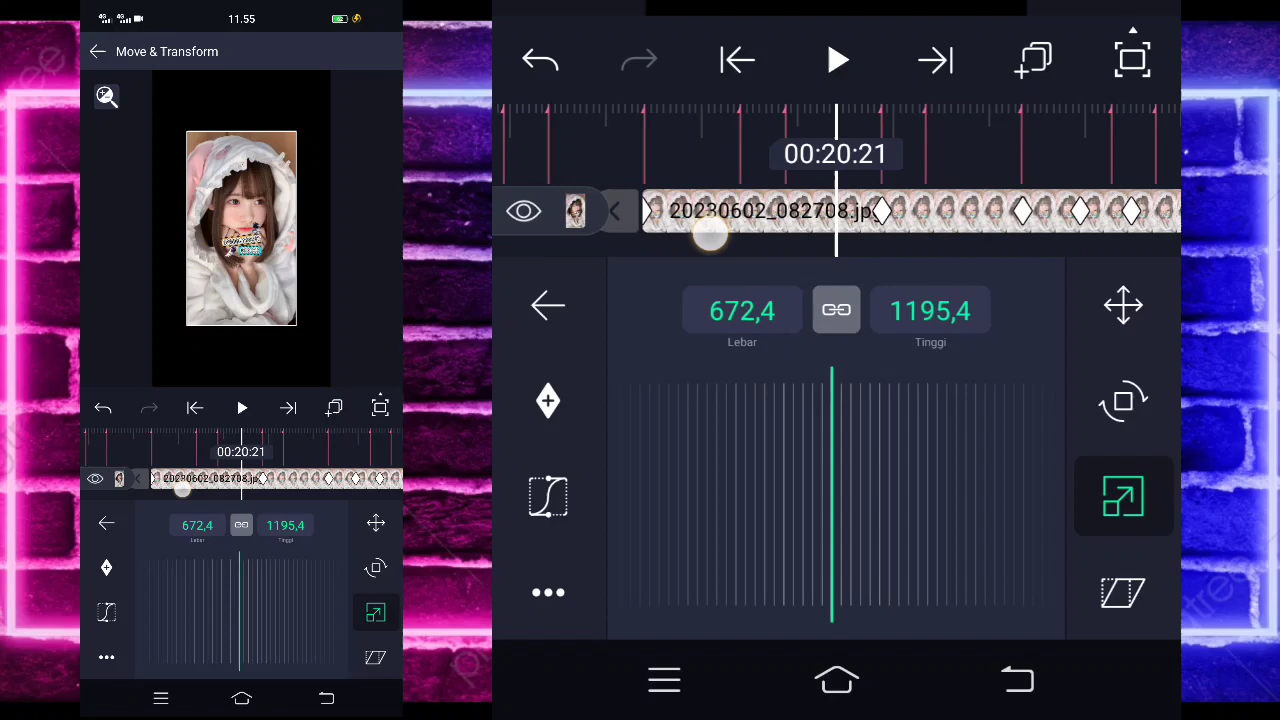 11.55
Move & Transform
00:20:21
20230602_082708.jp
672,4
1195,4
Lebar
Tinggi
00:20:21
20230602_082708.jp
672,4
1195,4
Lebar
Tinggi